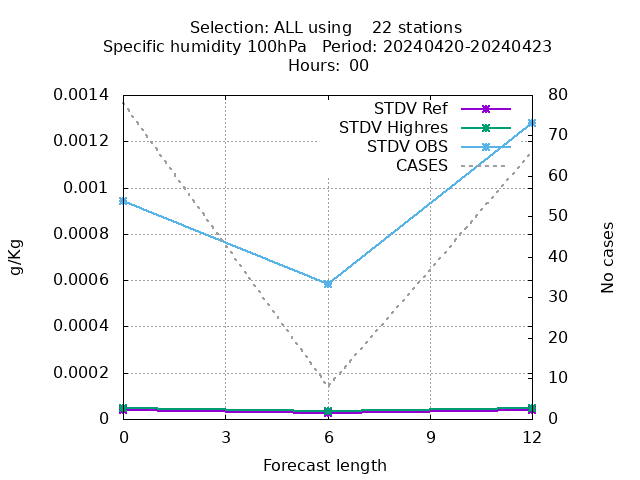 Selection: ALL using    22 stations
Specific humidity 100hPa   Period: 20240420-20240423
Hours: 00
STDV Ref
STDV Highres
STDV OBS
CASES
0.0014
0.0012
0.001
0.0008
0.0006
0.0004
0.0002
0
80
70
60
50
40
30
20
10
0
g/Kg
No cases
0 3 6 9 12
Forecast length